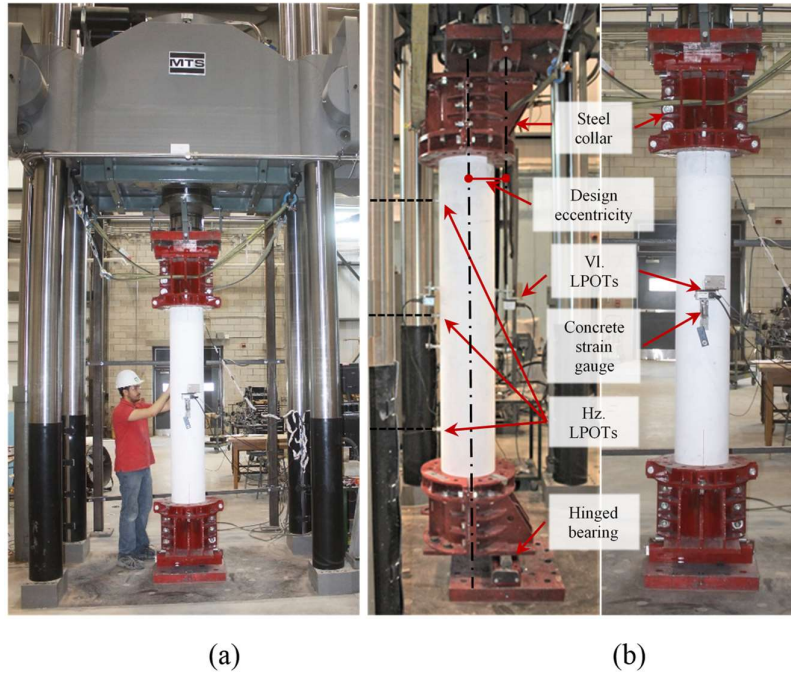 MTS
Steel
collar
Design
eccentricity
Vl.
LPOTs
Concrete
strain
gauge
Hz.
LPOTs
Hinged
bearing
(a)
(b)